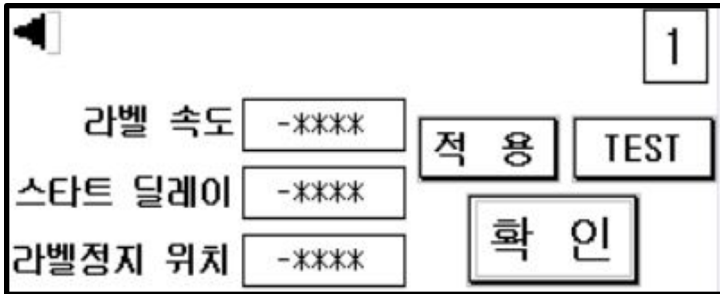 1
라벨 속도 -****
적 용 TEST
스타트 딜레이 -****
확 인
라벨정지 위치 -****